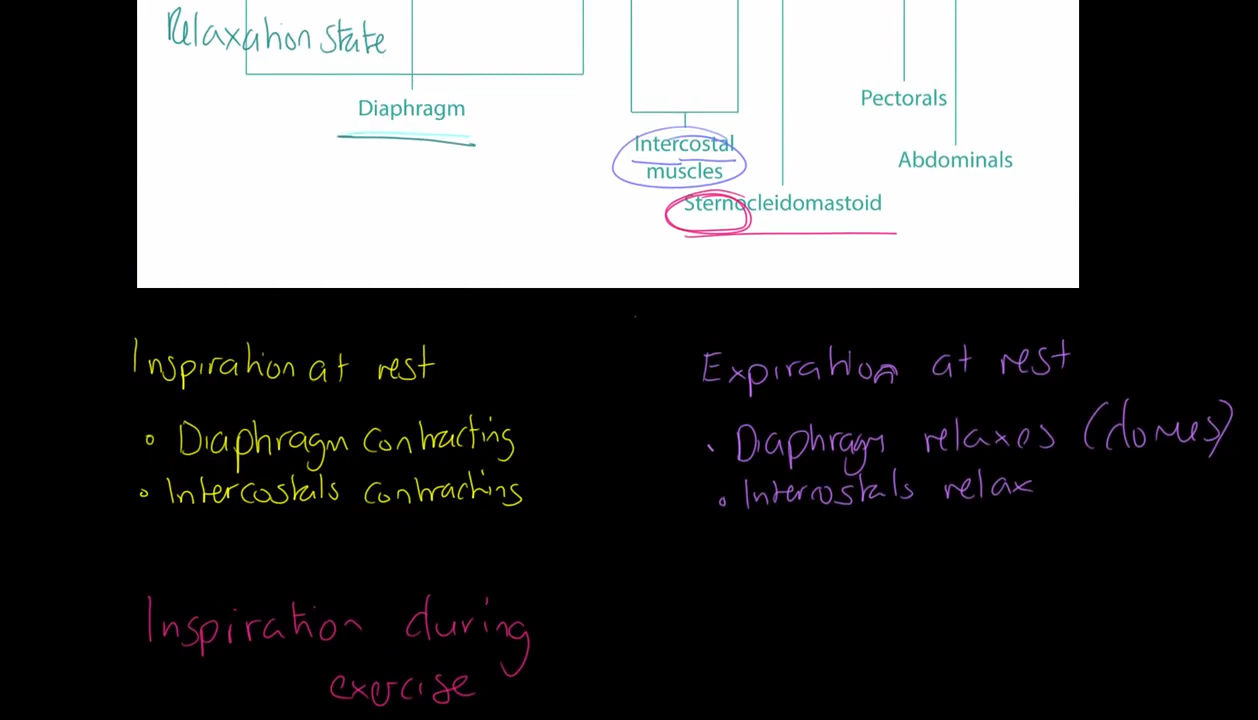 Relaxation state
Diaphragm
Intercostal
muscles
Sternocleidomastoid
Pectorals
Abdominals
Inspiration at rest
• Diaphragm contracting
• Intercostals contracting
Expiration at rest
• Diaphragm relaxes (domes)
• Intercostals relax
Inspiration during
exercise